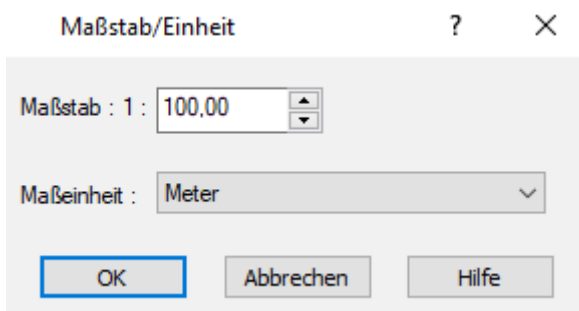 Maßstab/Einheit ?
Maßstab : 1 : 100,00
Maßeinheit : Meter
OK Abbrechen Hilfe